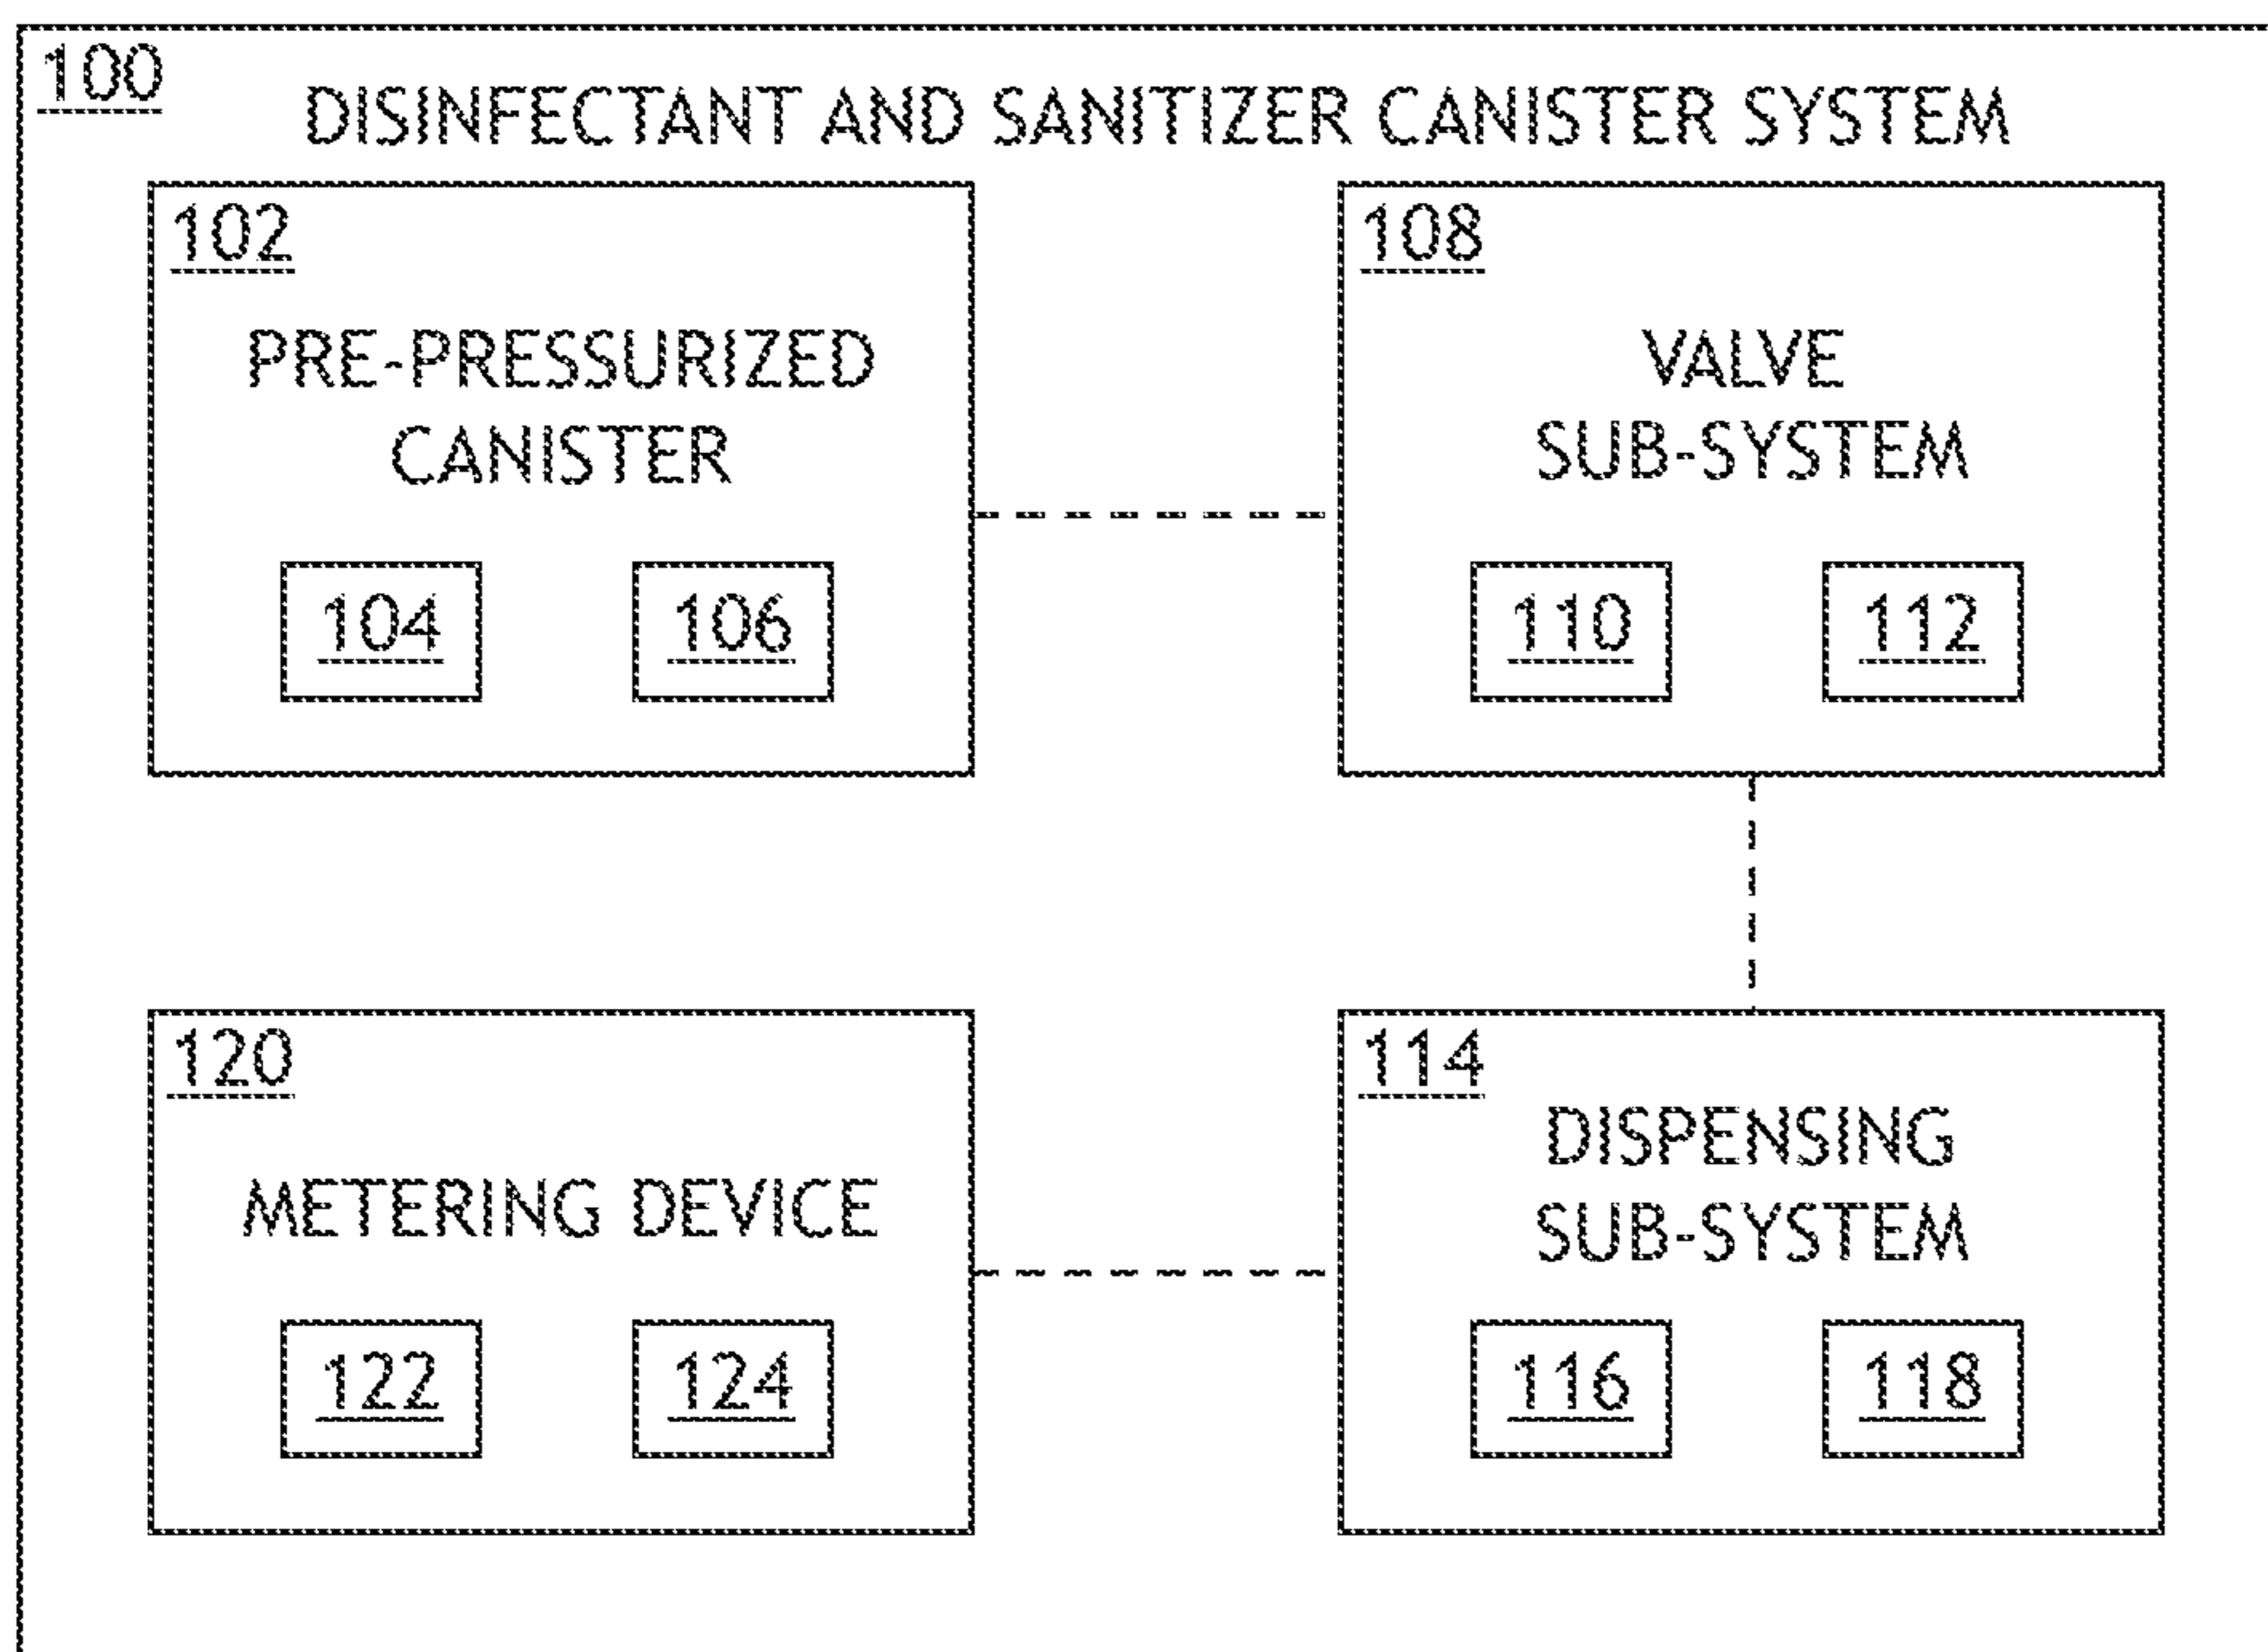 100
DISINFECTANT AND SANITIZER CANISTER SYSTEM
102
PRE-PRESSURIZED
CANISTER
104 106
108
VALVE
SUB-SYSTEM
110 112
120
METERING DEVICE
122 124
114
DISPENSING
SUB-SYSTEM
116 118